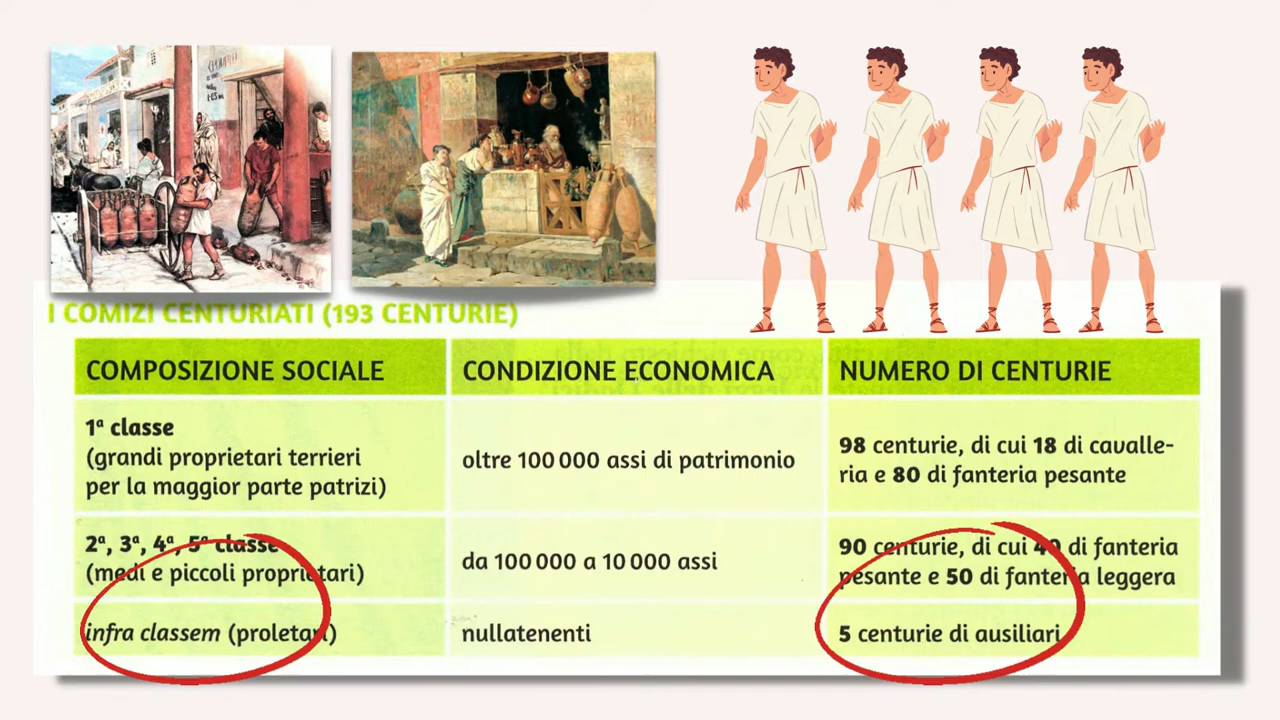 I COMIZI CENTURIATI (193 CENTURIE)
COMPOSIZIONE SOCIALE
CONDIZIONE ECONOMICA
NUMERO DI CENTURIE
1ª classe
(grandi proprietari terrieri
per la maggior parte patrizi)
oltre 100 000 assi di patrimonio
98 centurie, di cui 18 di cavalle-
ria e 80 di fanteria pesante
2ª, 3ª, 4ª, 5ª classe
(medi e piccoli proprietari)
da 100 000 a 10 000 assi
90 centurie, di cui 40 di fanteria
pesante e 50 di fanteria leggera
infra classem (proletari)
nullatenenti
5 centurie di ausiliari